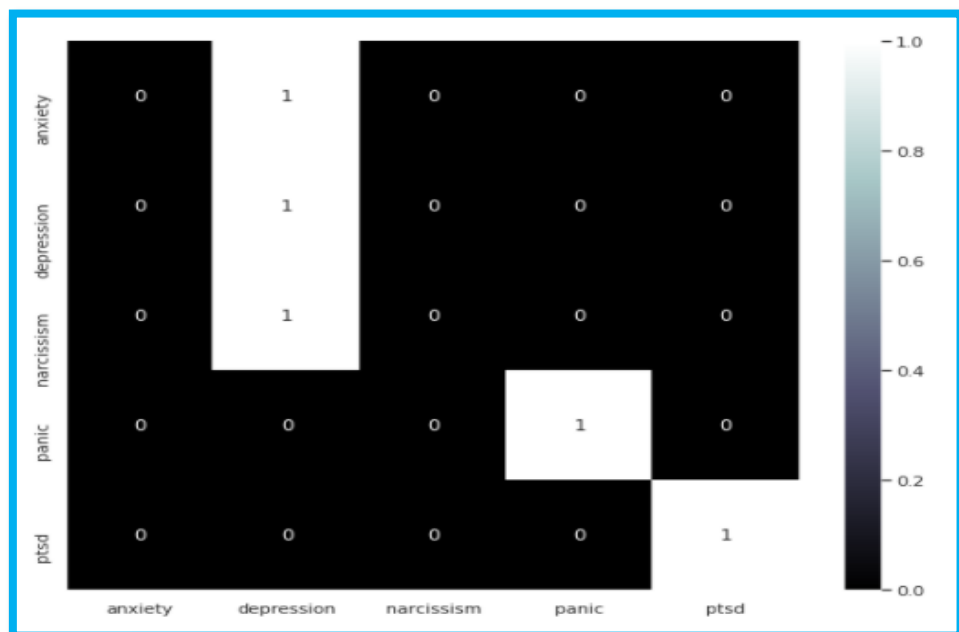 anxiety 0 1 0 0 0
depression 0 1 0 0 0
narcissism 0 1 0 0 0
panic 0 0 0 1 0
ptsd 0 0 0 0 1
anxiety depression narcissism panic ptsd
1.0
0.8
0.6
0.4
0.2
0.0